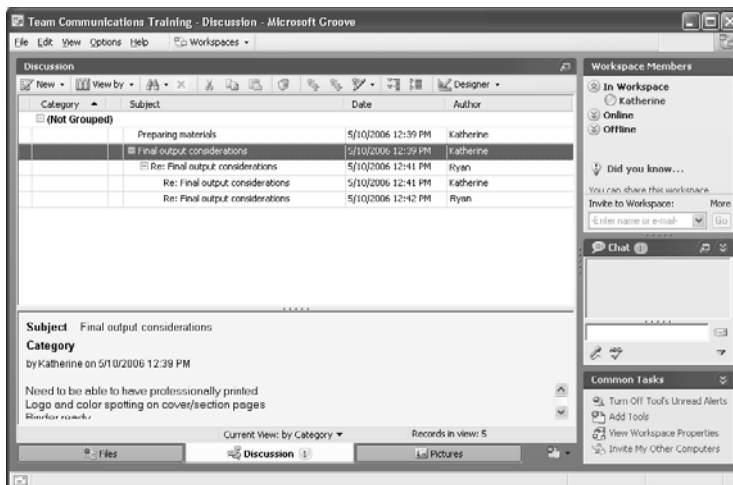 Team Communications Training - Discussion - Microsoft Groove
File Edit View Options Help Workspaces
Discussion
New View by Designer
Category Subject Date Author
(Not Grouped)
Preparing materials 5/10/2006 12:39 PM Katherine
Final output considerations 5/10/2006 12:39 PM Katherine
Re: Final output considerations 5/10/2006 12:41 PM Ryan
Re: Final output considerations 5/10/2006 12:41 PM Katherine
Re: Final output considerations 5/10/2006 12:42 PM Ryan
Subject Final output considerations
Category
by Katherine on 5/10/2006 12:39 PM
Need to be able to have professionally printed
Logo and color spotting on cover/section pages
Binder ready
Current View: by Category Records in view: 5
Files Discussion 1 Pictures
Workspace Members
In Workspace
Katherine
Online
Offline
Did you know...
You can share this workspace
Invite to Workspace: More
-Enter name or e-mail- Go
Chat 1
Common Tasks
Turn Off Tool's Unread Alerts
Add Tools
View Workspace Properties
Invite My Other Computers